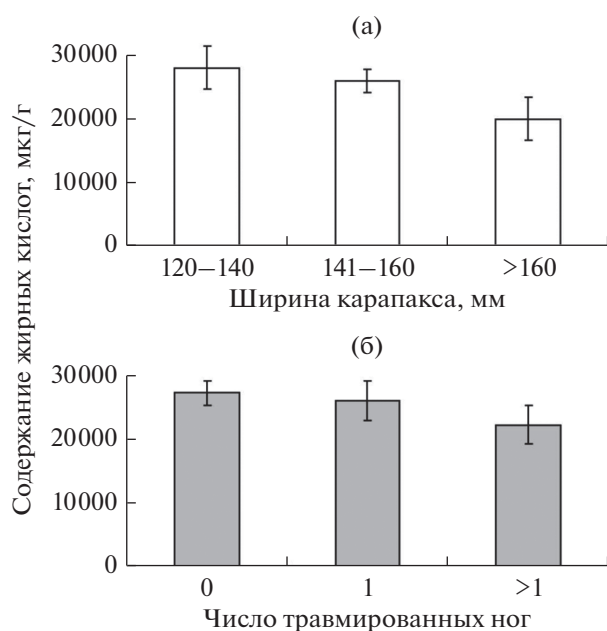 Содержание жирных кислот, мкг/г
(а)
30000
20000
10000
0
120–140 141–160 >160
Ширина карапакса, мм
(б)
30000
20000
10000
0
0 1 >1
Число травмированных ног